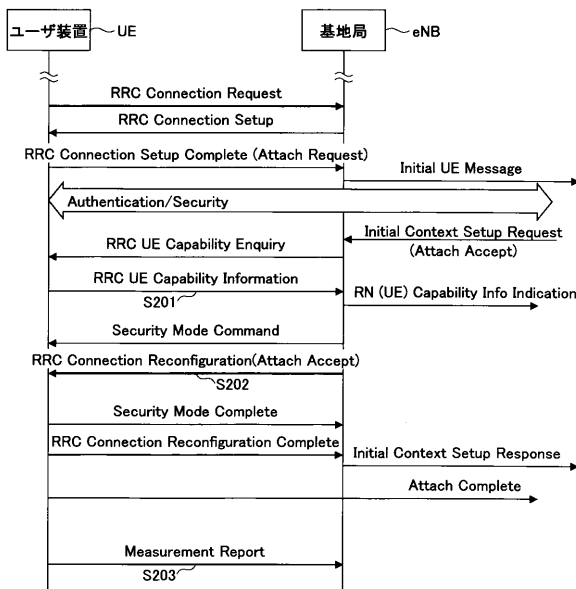 ユーザ装置 UE
基地局 eNB
RRC Connection Request
RRC Connection Setup
RRC Connection Setup Complete (Attach Request)
Initial UE Message
Authentication/Security
Initial Context Setup Request
(Attach Accept)
RRC UE Capability Enquiry
RRC UE Capability Information
S201
RN (UE) Capability Info Indication
Security Mode Command
RRC Connection Reconfiguration(Attach Accept)
S202
Security Mode Complete
RRC Connection Reconfiguration Complete
Initial Context Setup Response
Attach Complete
Measurement Report
S203